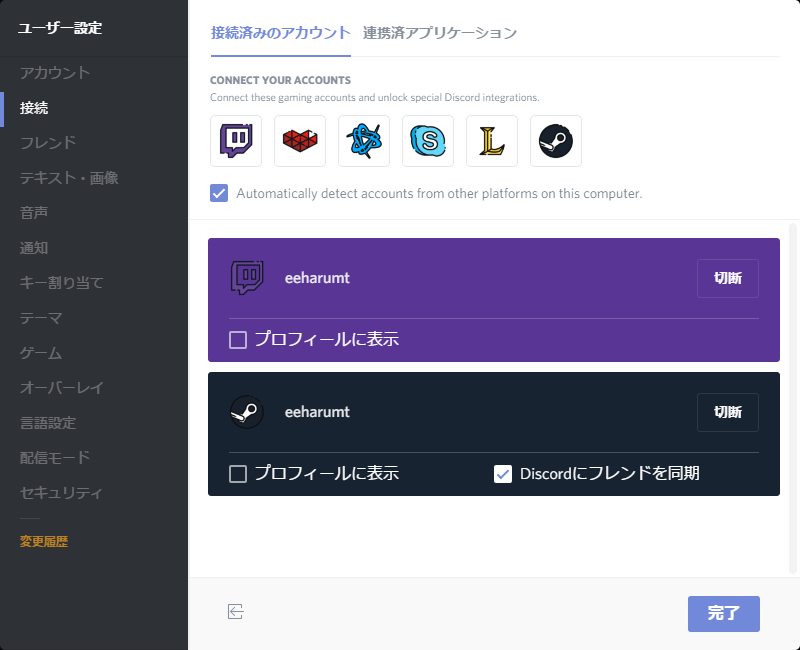 ユーザー設定
アカウント
接続
フレンド
テキスト・画像
音声
通知
キー割り当て
テーマ
ゲーム
オーバーレイ
言語設定
配信モード
セキュリティ
変更履歴
接続済みのアカウント 連携済アプリケーション
CONNECT YOUR ACCOUNTS
Connect these gaming accounts and unlock special Discord integrations.
Automatically detect accounts from other platforms on this computer.
eeharumt 切断
プロフィールに表示
eeharumt 切断
プロフィールに表示 Discordにフレンドを同期
完了